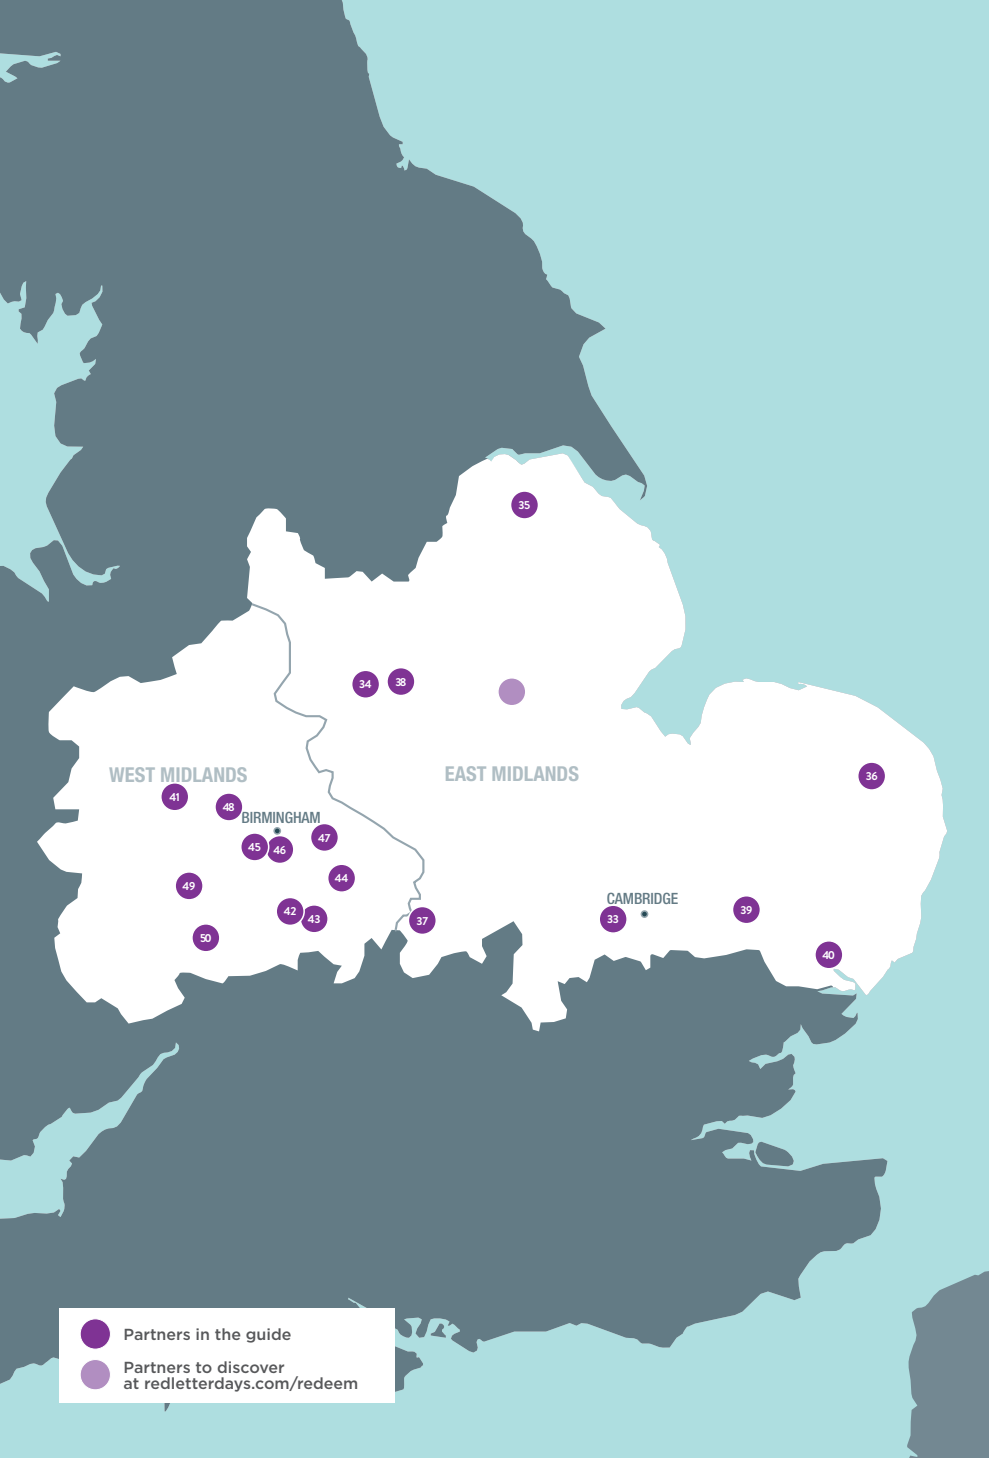 35
34
38
WEST MIDLANDS
EAST MIDLANDS
36
41
48
BIRMINGHAM
47
45
46
44
49
CAMBRIDGE
42
43
37
33
39
50
40
Partners in the guide
Partners to discover
at redletterdays.com/redeem